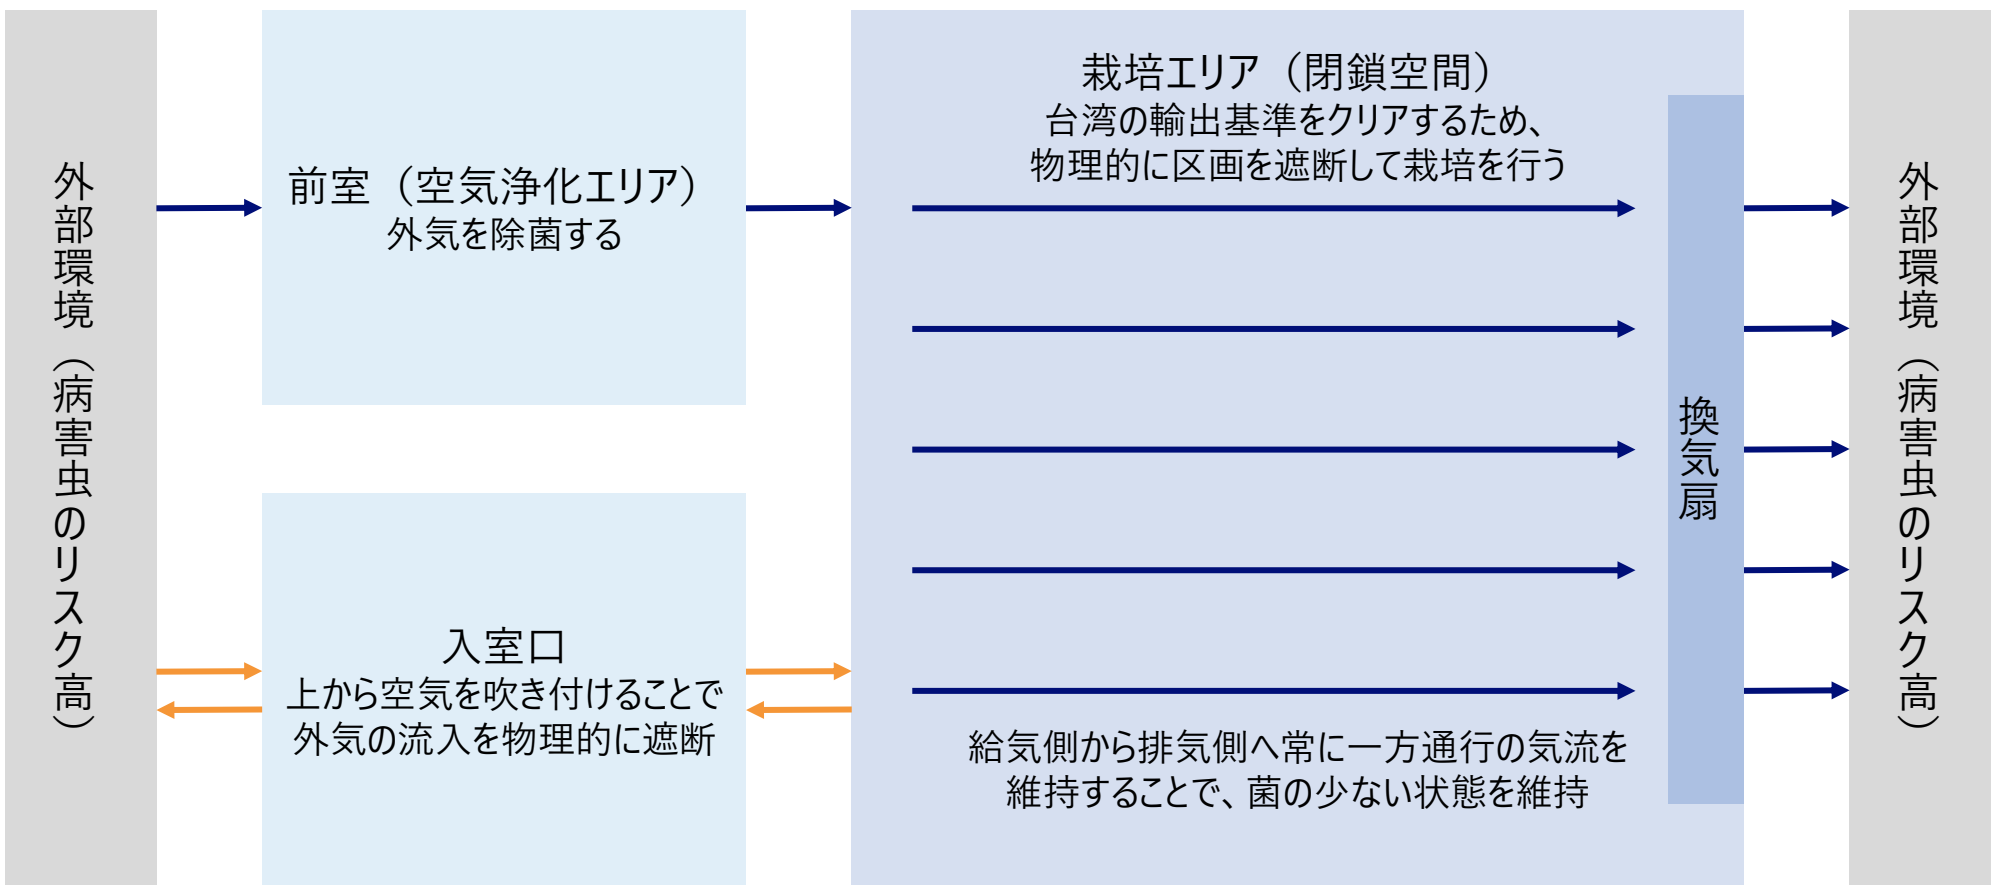 外部環境（病害虫のリスク高）
前室（空気浄化エリア）
外気を除菌する
入室口
上から空気を吹き付けることで
外気の流入を物理的に遮断
栽培エリア（閉鎖空間）
台湾の輸出基準をクリアするため、
物理的に区画を遮断して栽培を行う
給気側から排気側へ常に一方通行の気流を
維持することで、菌の少ない状態を維持
換気扇
外部環境（病害虫のリスク高）